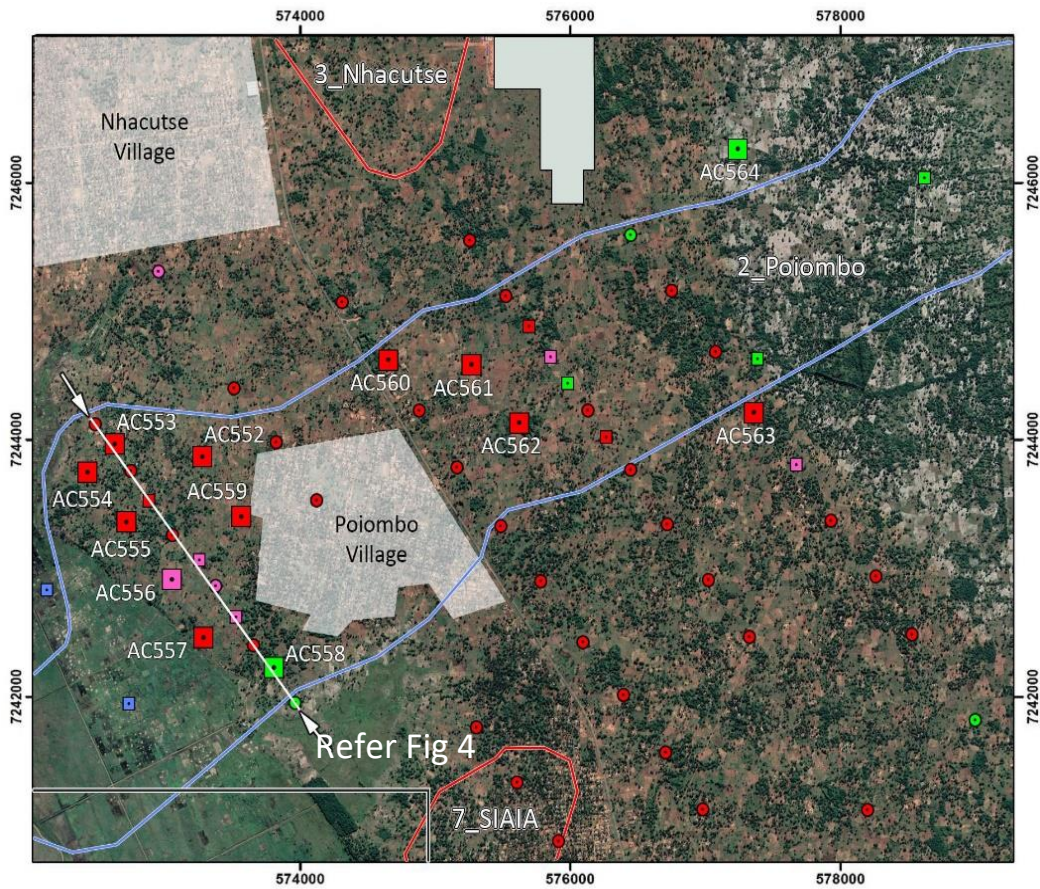 574000
576000
578000
3_Nhacutse
Nhacutse
Village
AC564
7246000
7246000
2_Poiombo
AC560
AC561
AC553
AC552
AC562
AC563
7244000
7244000
AC554
AC559
AC555
Poiombo
Village
AC556
AC557
AC558
7242000
7242000
Refer Fig 4
7_SIAIA
574000
576000
578000